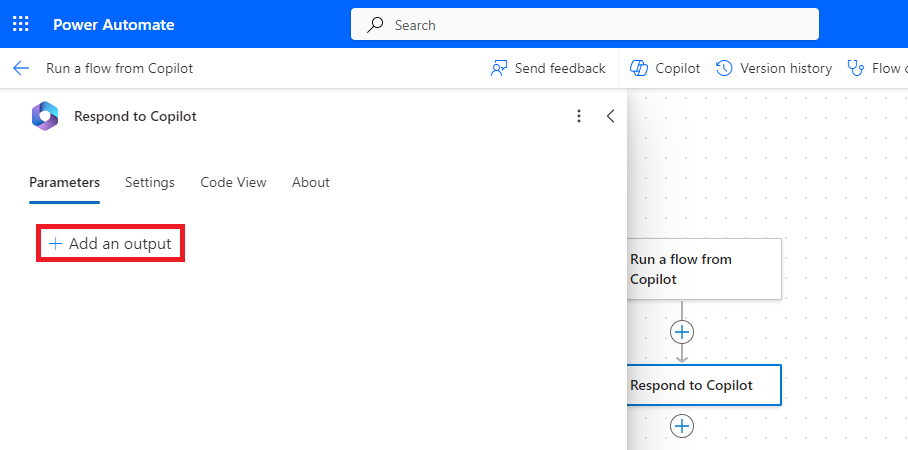 Power Automate
Search
Run a flow from Copilot
Send feedback
Copilot
Version history
Flow c
Respond to Copilot
Parameters
Settings
Code View
About
Add an output
Run a flow from
Copilot
Respond to Copilot